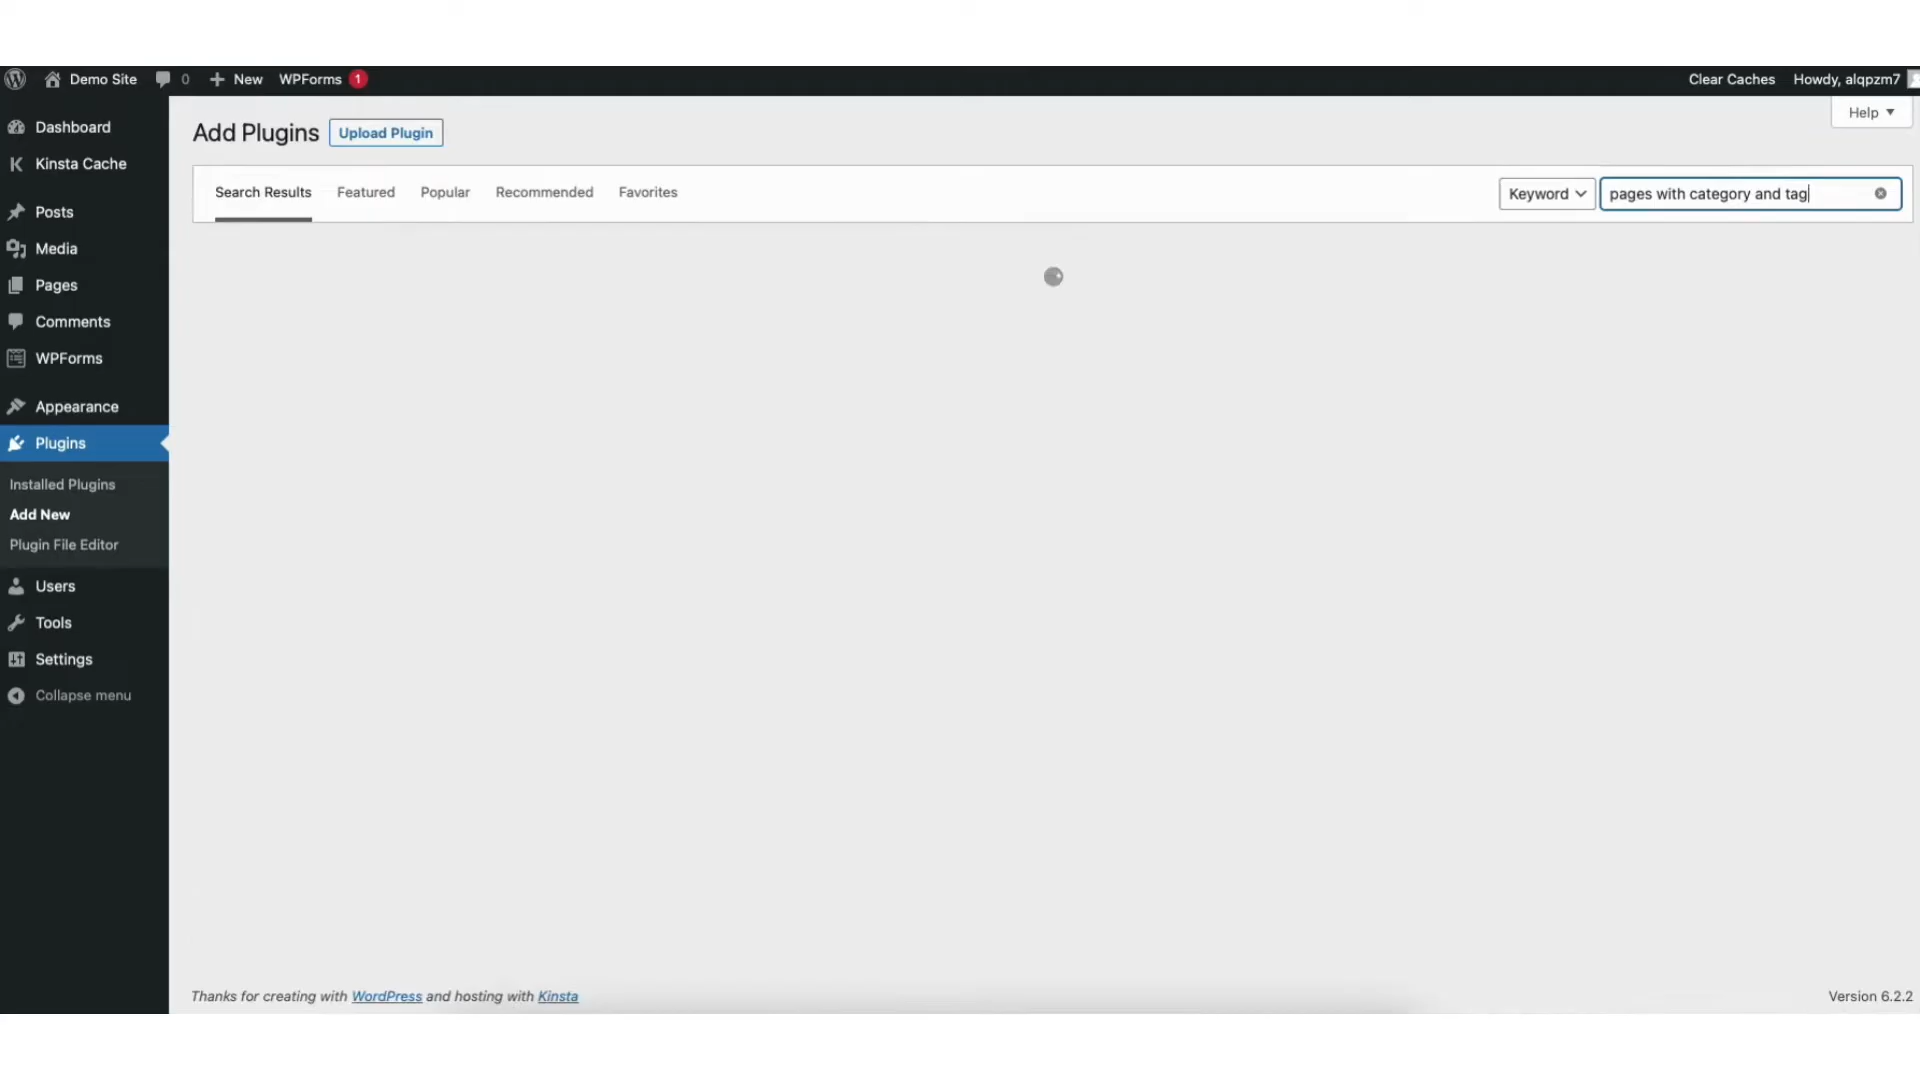 Demo Site 0 New WPForms 1 Clear Caches Howdy, alqpzm7
Help
Dashboard
Kinsta Cache
Posts
Media
Pages
Comments
WPForms
Appearance
Plugins
Installed Plugins
Add New
Plugin File Editor
Users
Tools
Settings
Collapse menu
Add Plugins Upload Plugin
Search Results Featured Popular Recommended Favorites Keyword pages with category and tag
Thanks for creating with WordPress and hosting with Kinsta Version 6.2.2